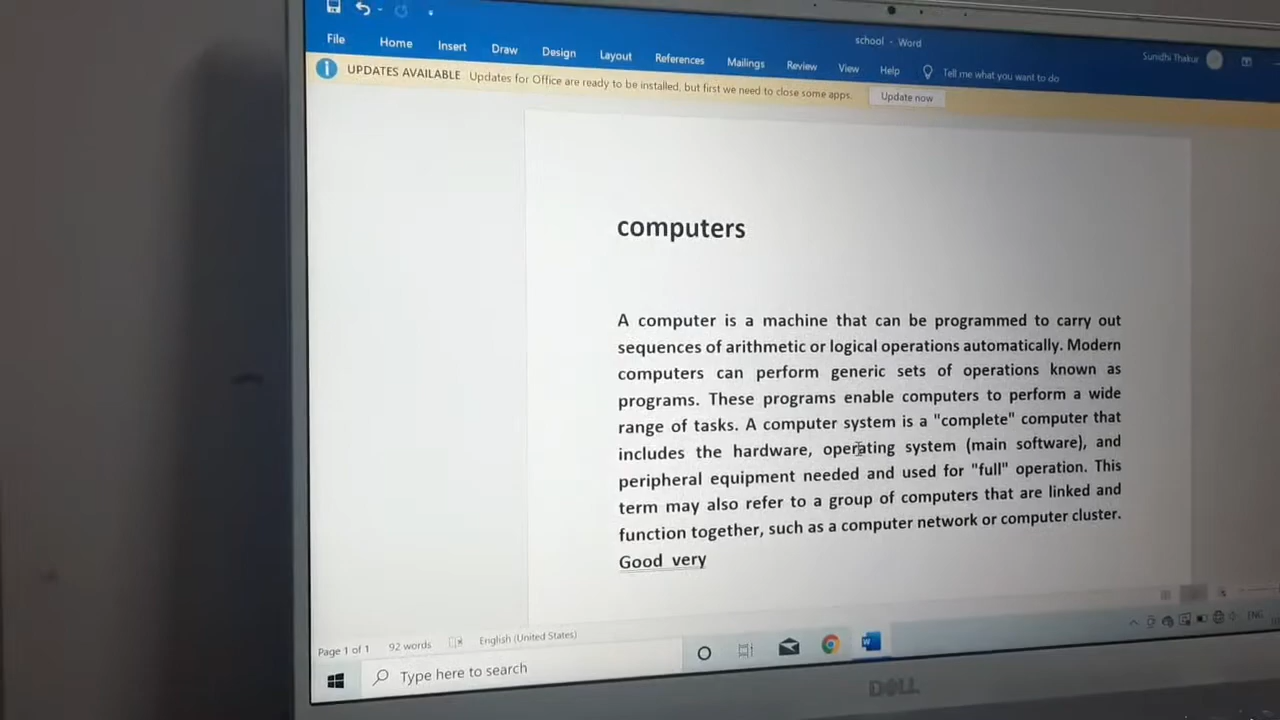 school - Word
Sunidhi Thakur
File Home Insert Draw Design Layout References Mailings Review View Help Tell me what you want to do
UPDATES AVAILABLE Updates for Office are ready to be installed, but first we need to close some apps. Update now
computers
A computer is a machine that can be programmed to carry out
sequences of arithmetic or logical operations automatically. Modern
computers can perform generic sets of operations known as
programs. These programs enable computers to perform a wide
range of tasks. A computer system is a "complete" computer that
includes the hardware, operating system (main software), and
peripheral equipment needed and used for "full" operation. This
term may also refer to a group of computers that are linked and
function together, such as a computer network or computer cluster.
Good very
Page 1 of 1 92 words English (United States)
Type here to search
ENG
DELL